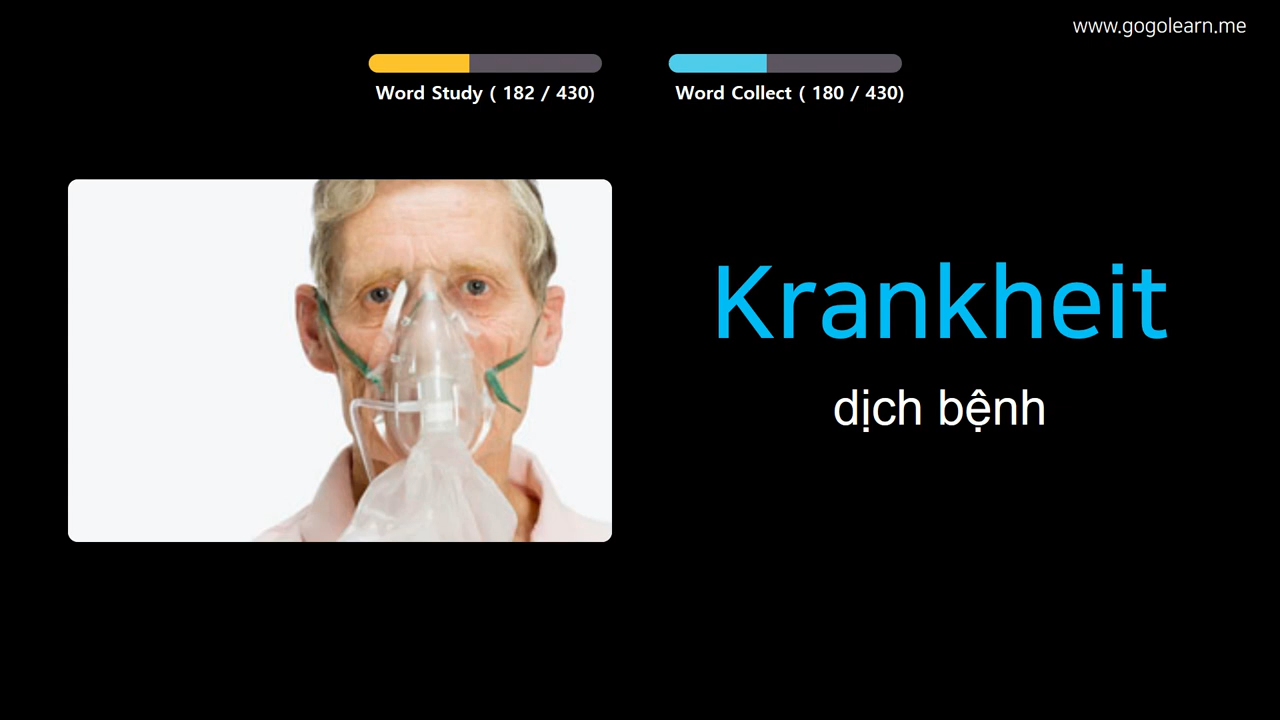 www.gogolearn.me
Word Study ( 182 / 430)
Word Collect ( 180 / 430)
Krankheit
dịch bệnh